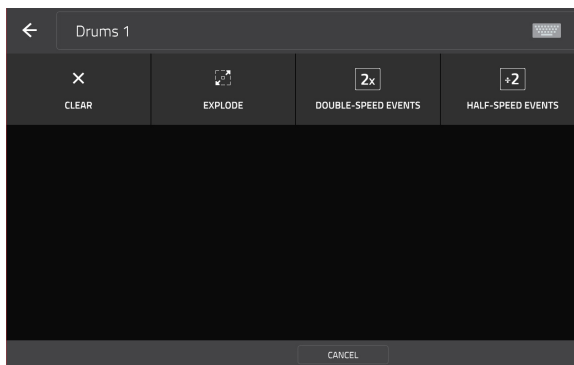 Drums 1
2x
÷2
CLEAR
EXPLODE
DOUBLE-SPEED EVENTS
HALF-SPEED EVENTS
CANCEL